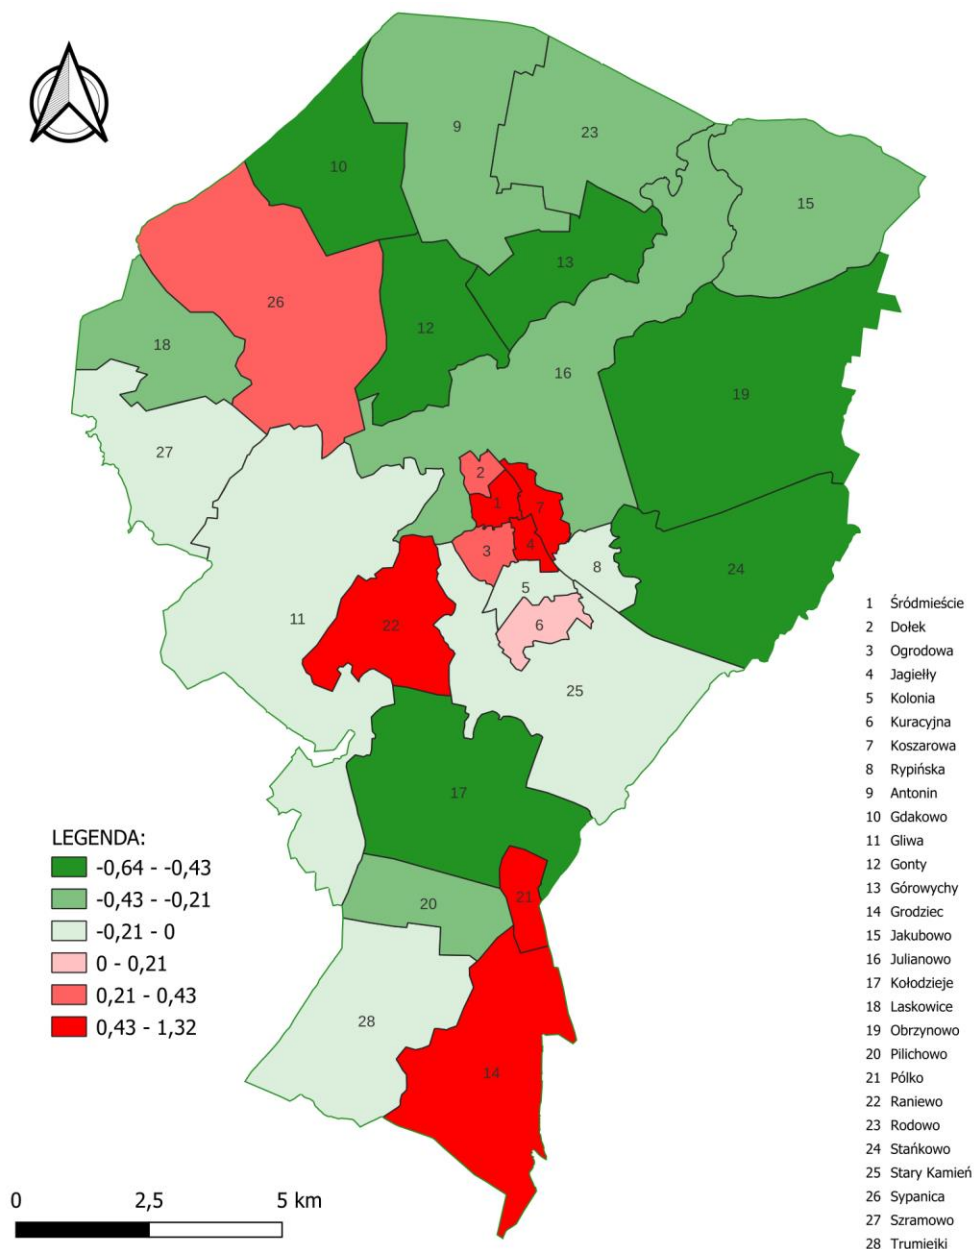 9
23
10
15
13
26
12
18
16
19
27
2
1
7
3
4
8
24
5
11
22
6
25
17
21
20
28
14
LEGENDA:
-0,64 - -0,43
-0,43 - -0,21
-0,21 - 0
0 - 0,21
0,21 - 0,43
0,43 - 1,32
0 2,5 5 km
1 Śródmieście
2 Dołek
3 Ogrodowa
4 Jagiełły
5 Kolonia
6 Kuracyjna
7 Koszarowa
8 Rypińska
9 Antonin
10 Gdakowo
11 Gliwa
12 Gonty
13 Górowychy
14 Grodziec
15 Jakubowo
16 Julianowo
17 Kołodzieje
18 Laskowice
19 Obrzynowo
20 Pilichowo
21 Pólko
22 Raniewo
23 Rodowo
24 Stańkowo
25 Stary Kamień
26 Sypanica
27 Szramowo
28 Trumiejki